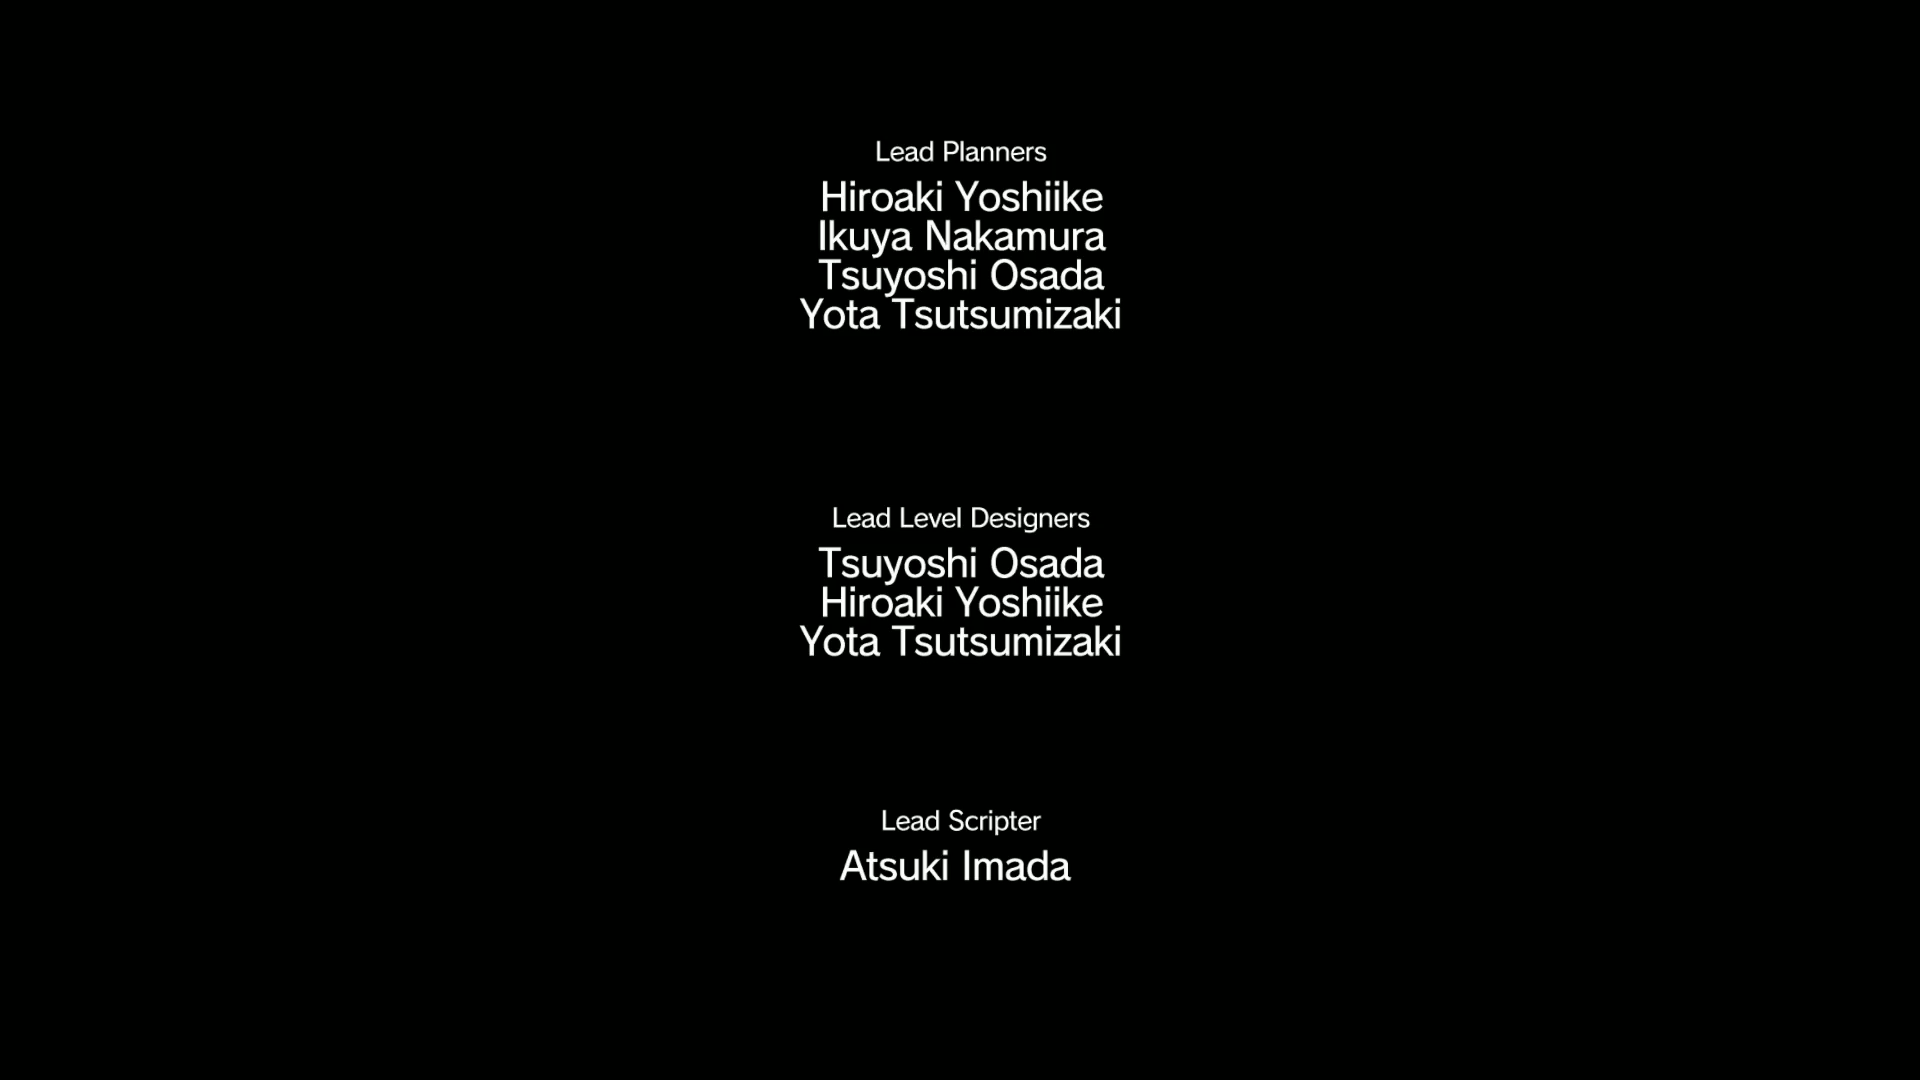 Lead Planners
Hiroaki Yoshiike
Ikuya Nakamura
Tsuyoshi Osada
Yota Tsutsumizaki
Lead Level Designers
Tsuyoshi Osada
Hiroaki Yoshiike
Yota Tsutsumizaki
Lead Scripter
Atsuki Imada